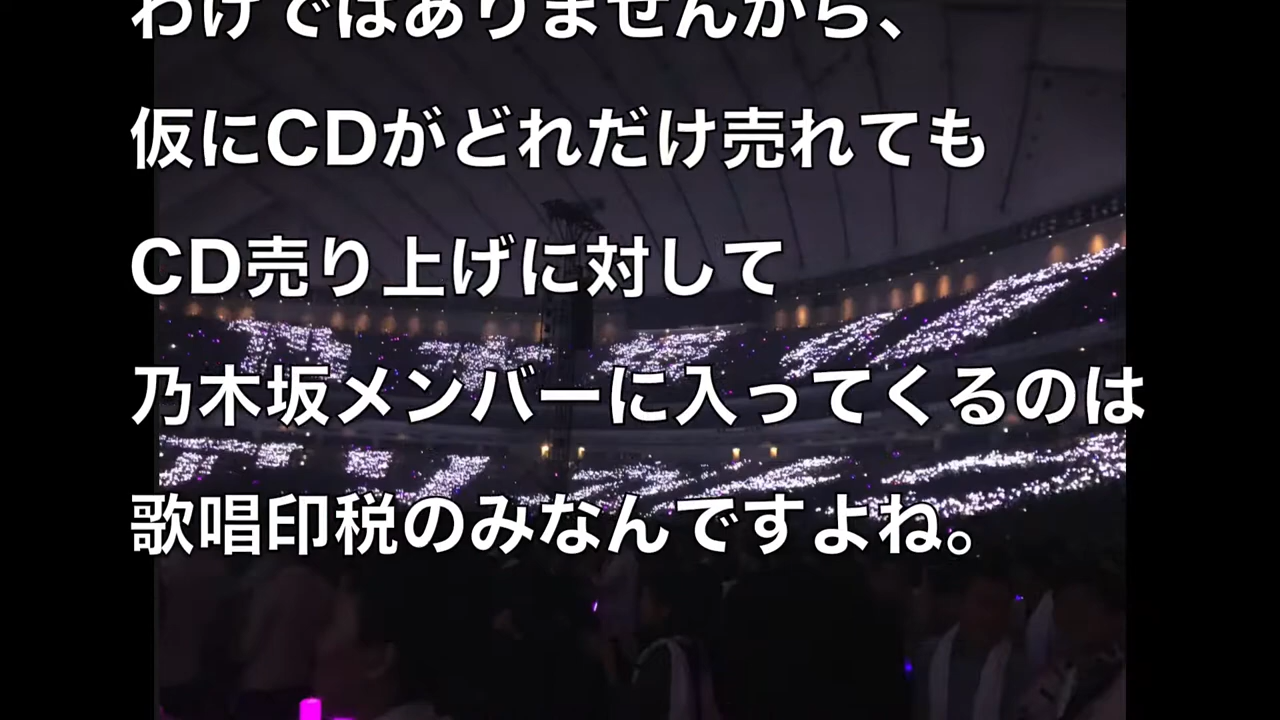 わけではありませんから、
仮にCDがどれだけ売れても
CD売り上げに対して
乃木坂メンバーに入ってくるのは
歌唱印税のみなんですよね。